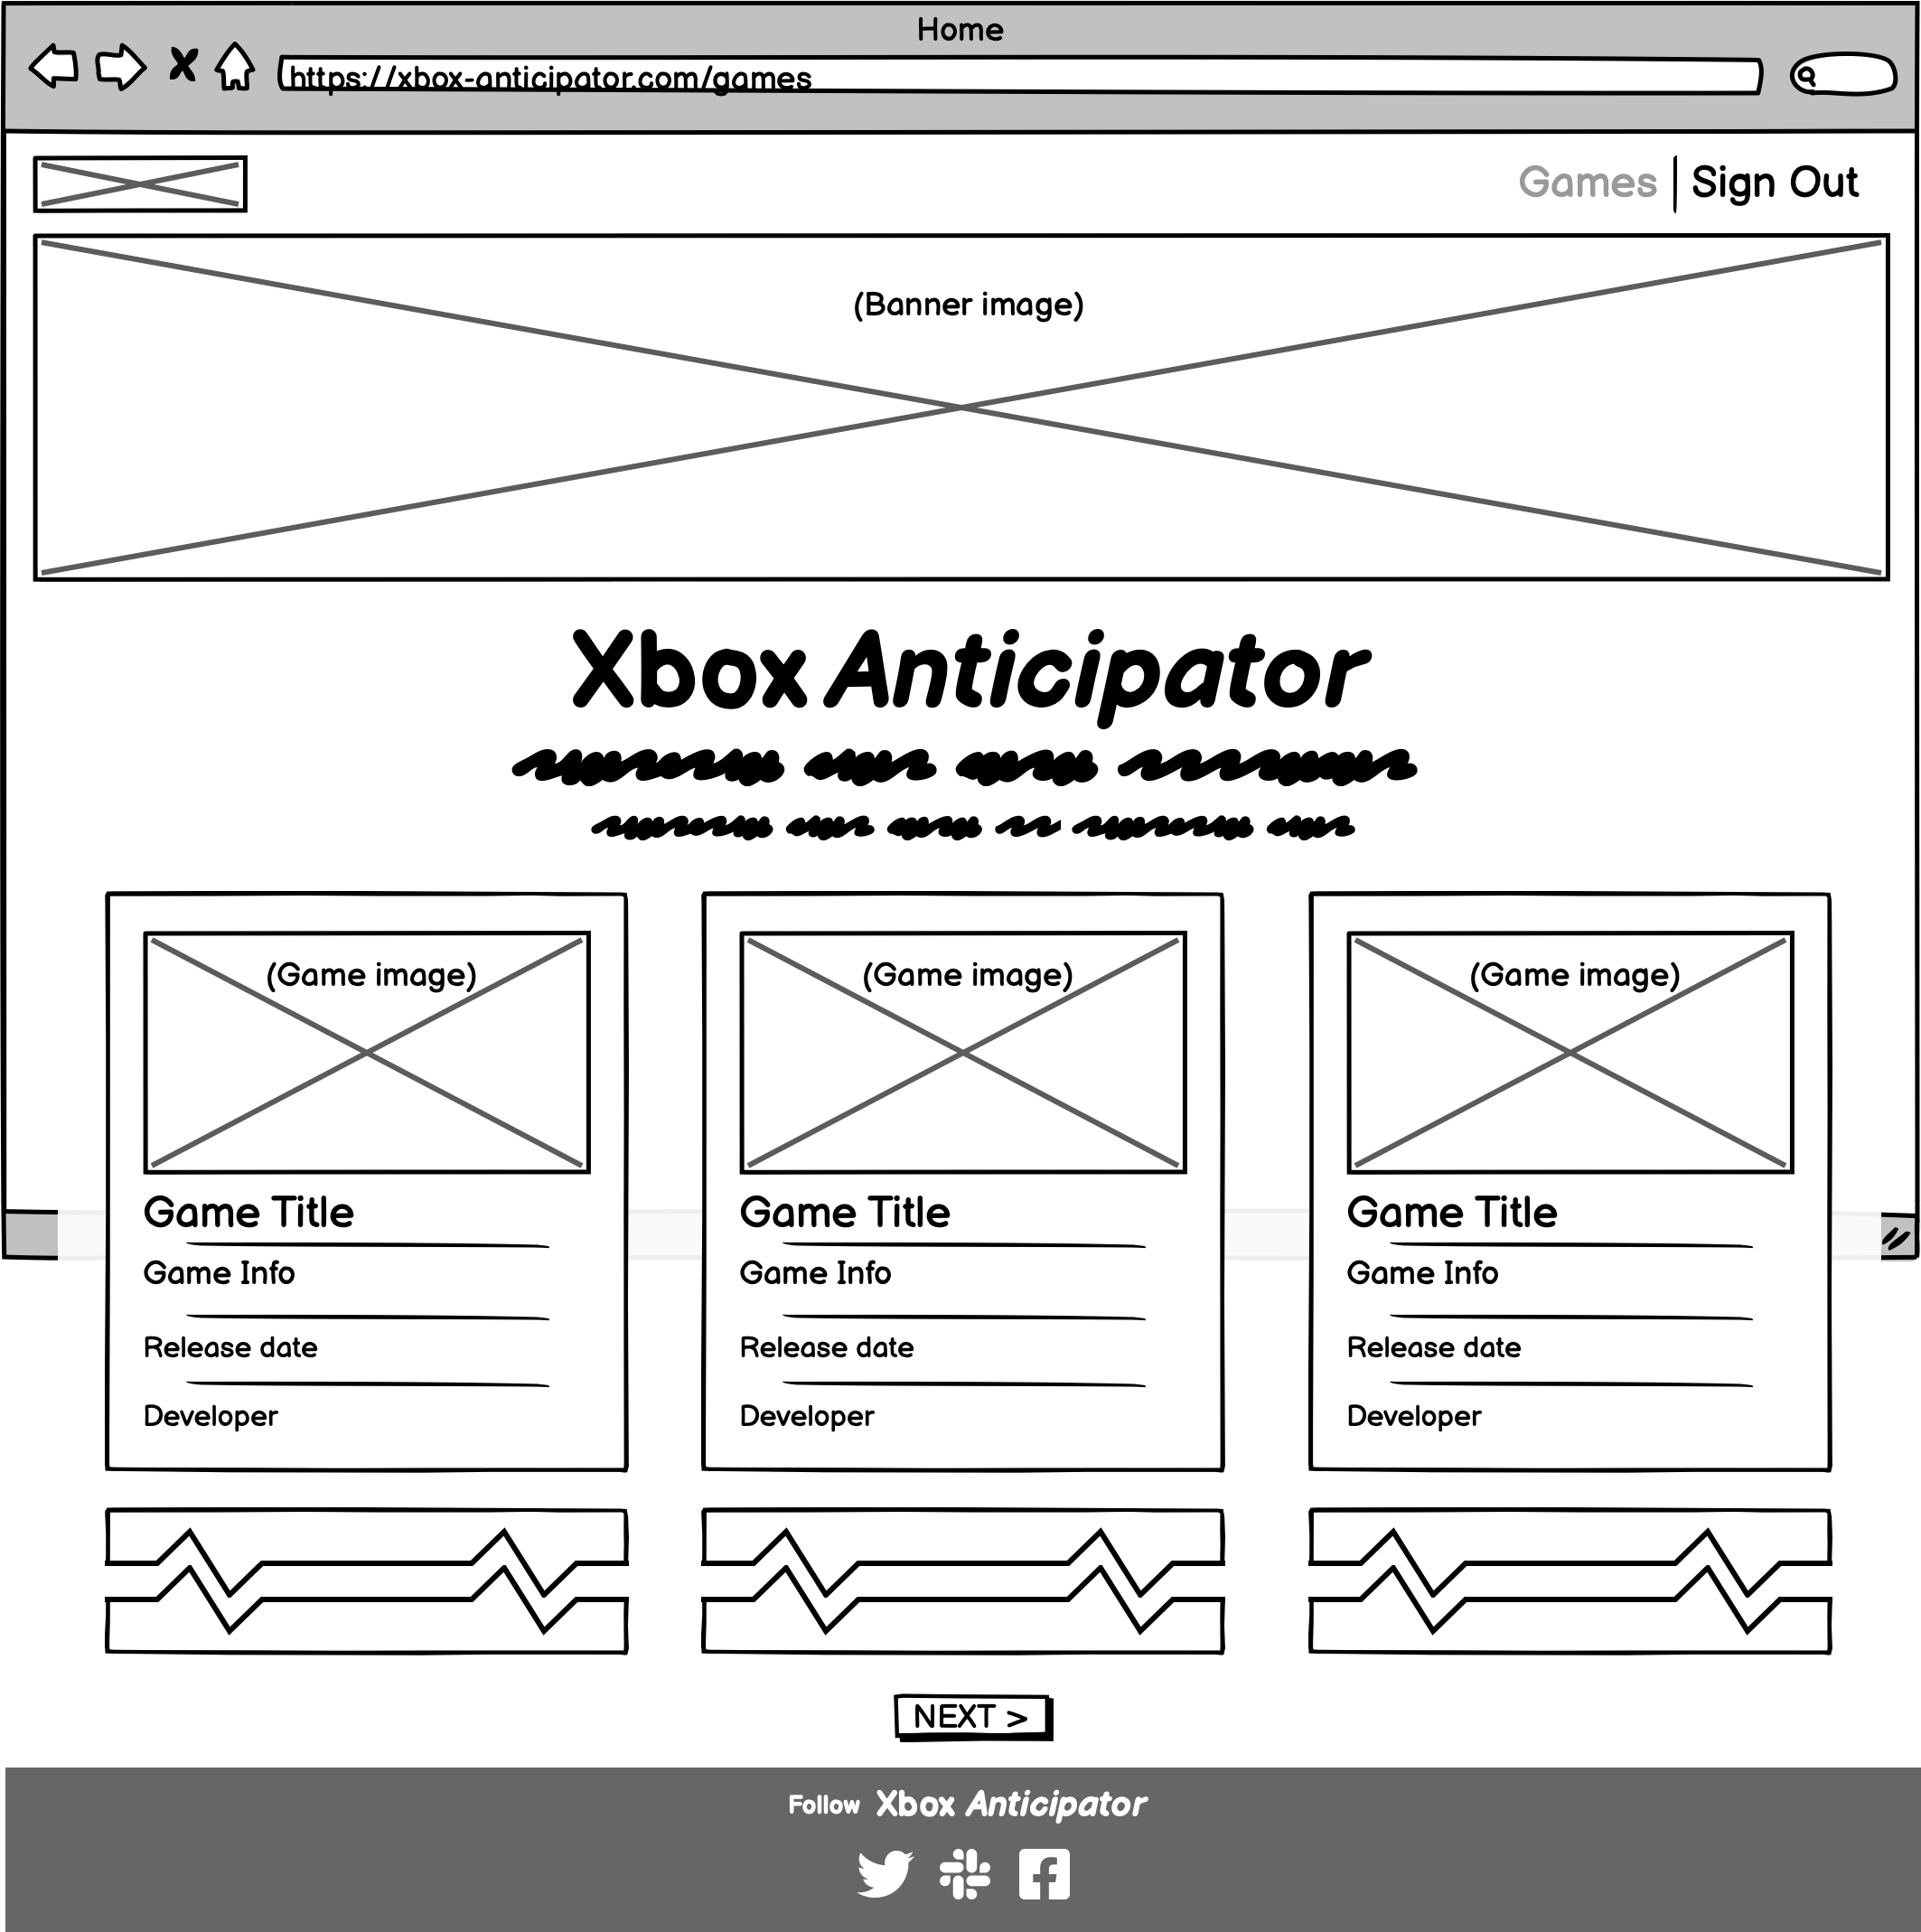 Home
https://xbox-anticipator.com/games
Games Sign Out
(Banner image)
Xbox Anticipator
(Game image) (Game image) (Game image)
Game Title Game Title Game Title
Game Info Game Info Game Info
Release date Release date Release date
Developer Developer Developer
NEXT >
Follow Xbox Anticipator